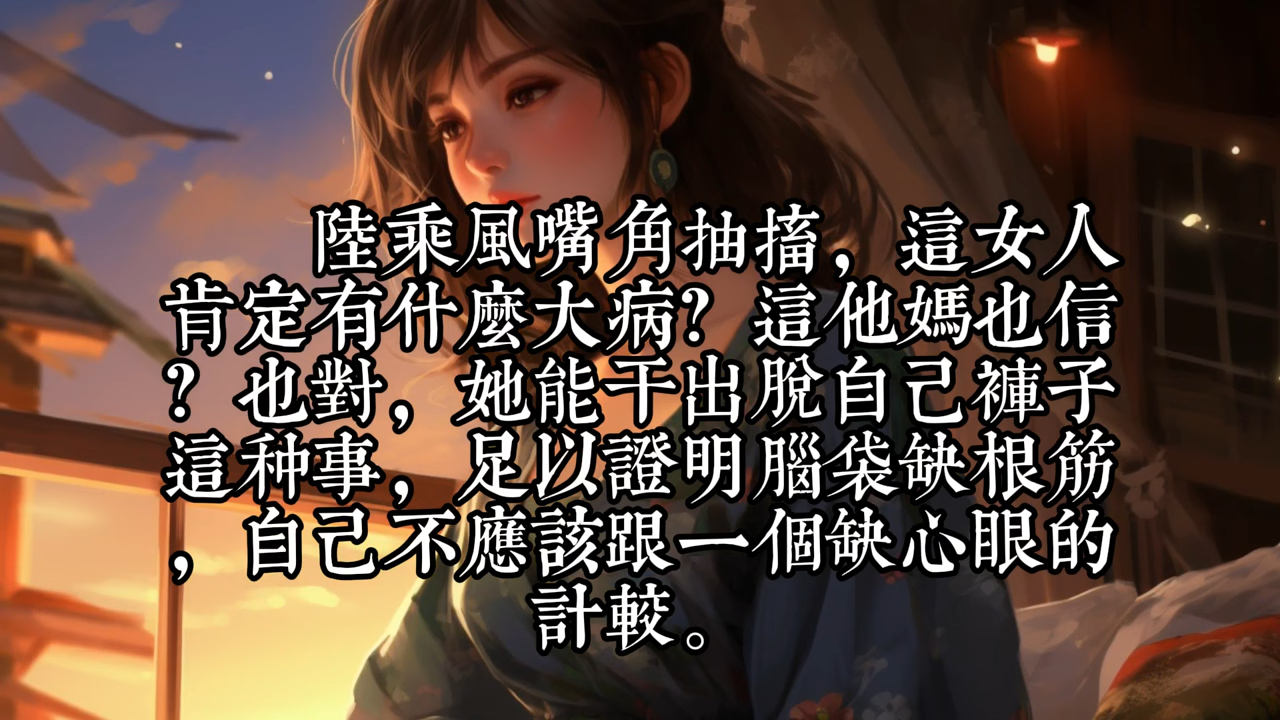 陸乘風嘴角抽搐，這女人
肯定有什麼大病？這他媽也信
？也對，她能干出脫自己褲子
這种事，足以證明腦袋缺根筋
，自己不應該跟一個缺心眼的
計較。